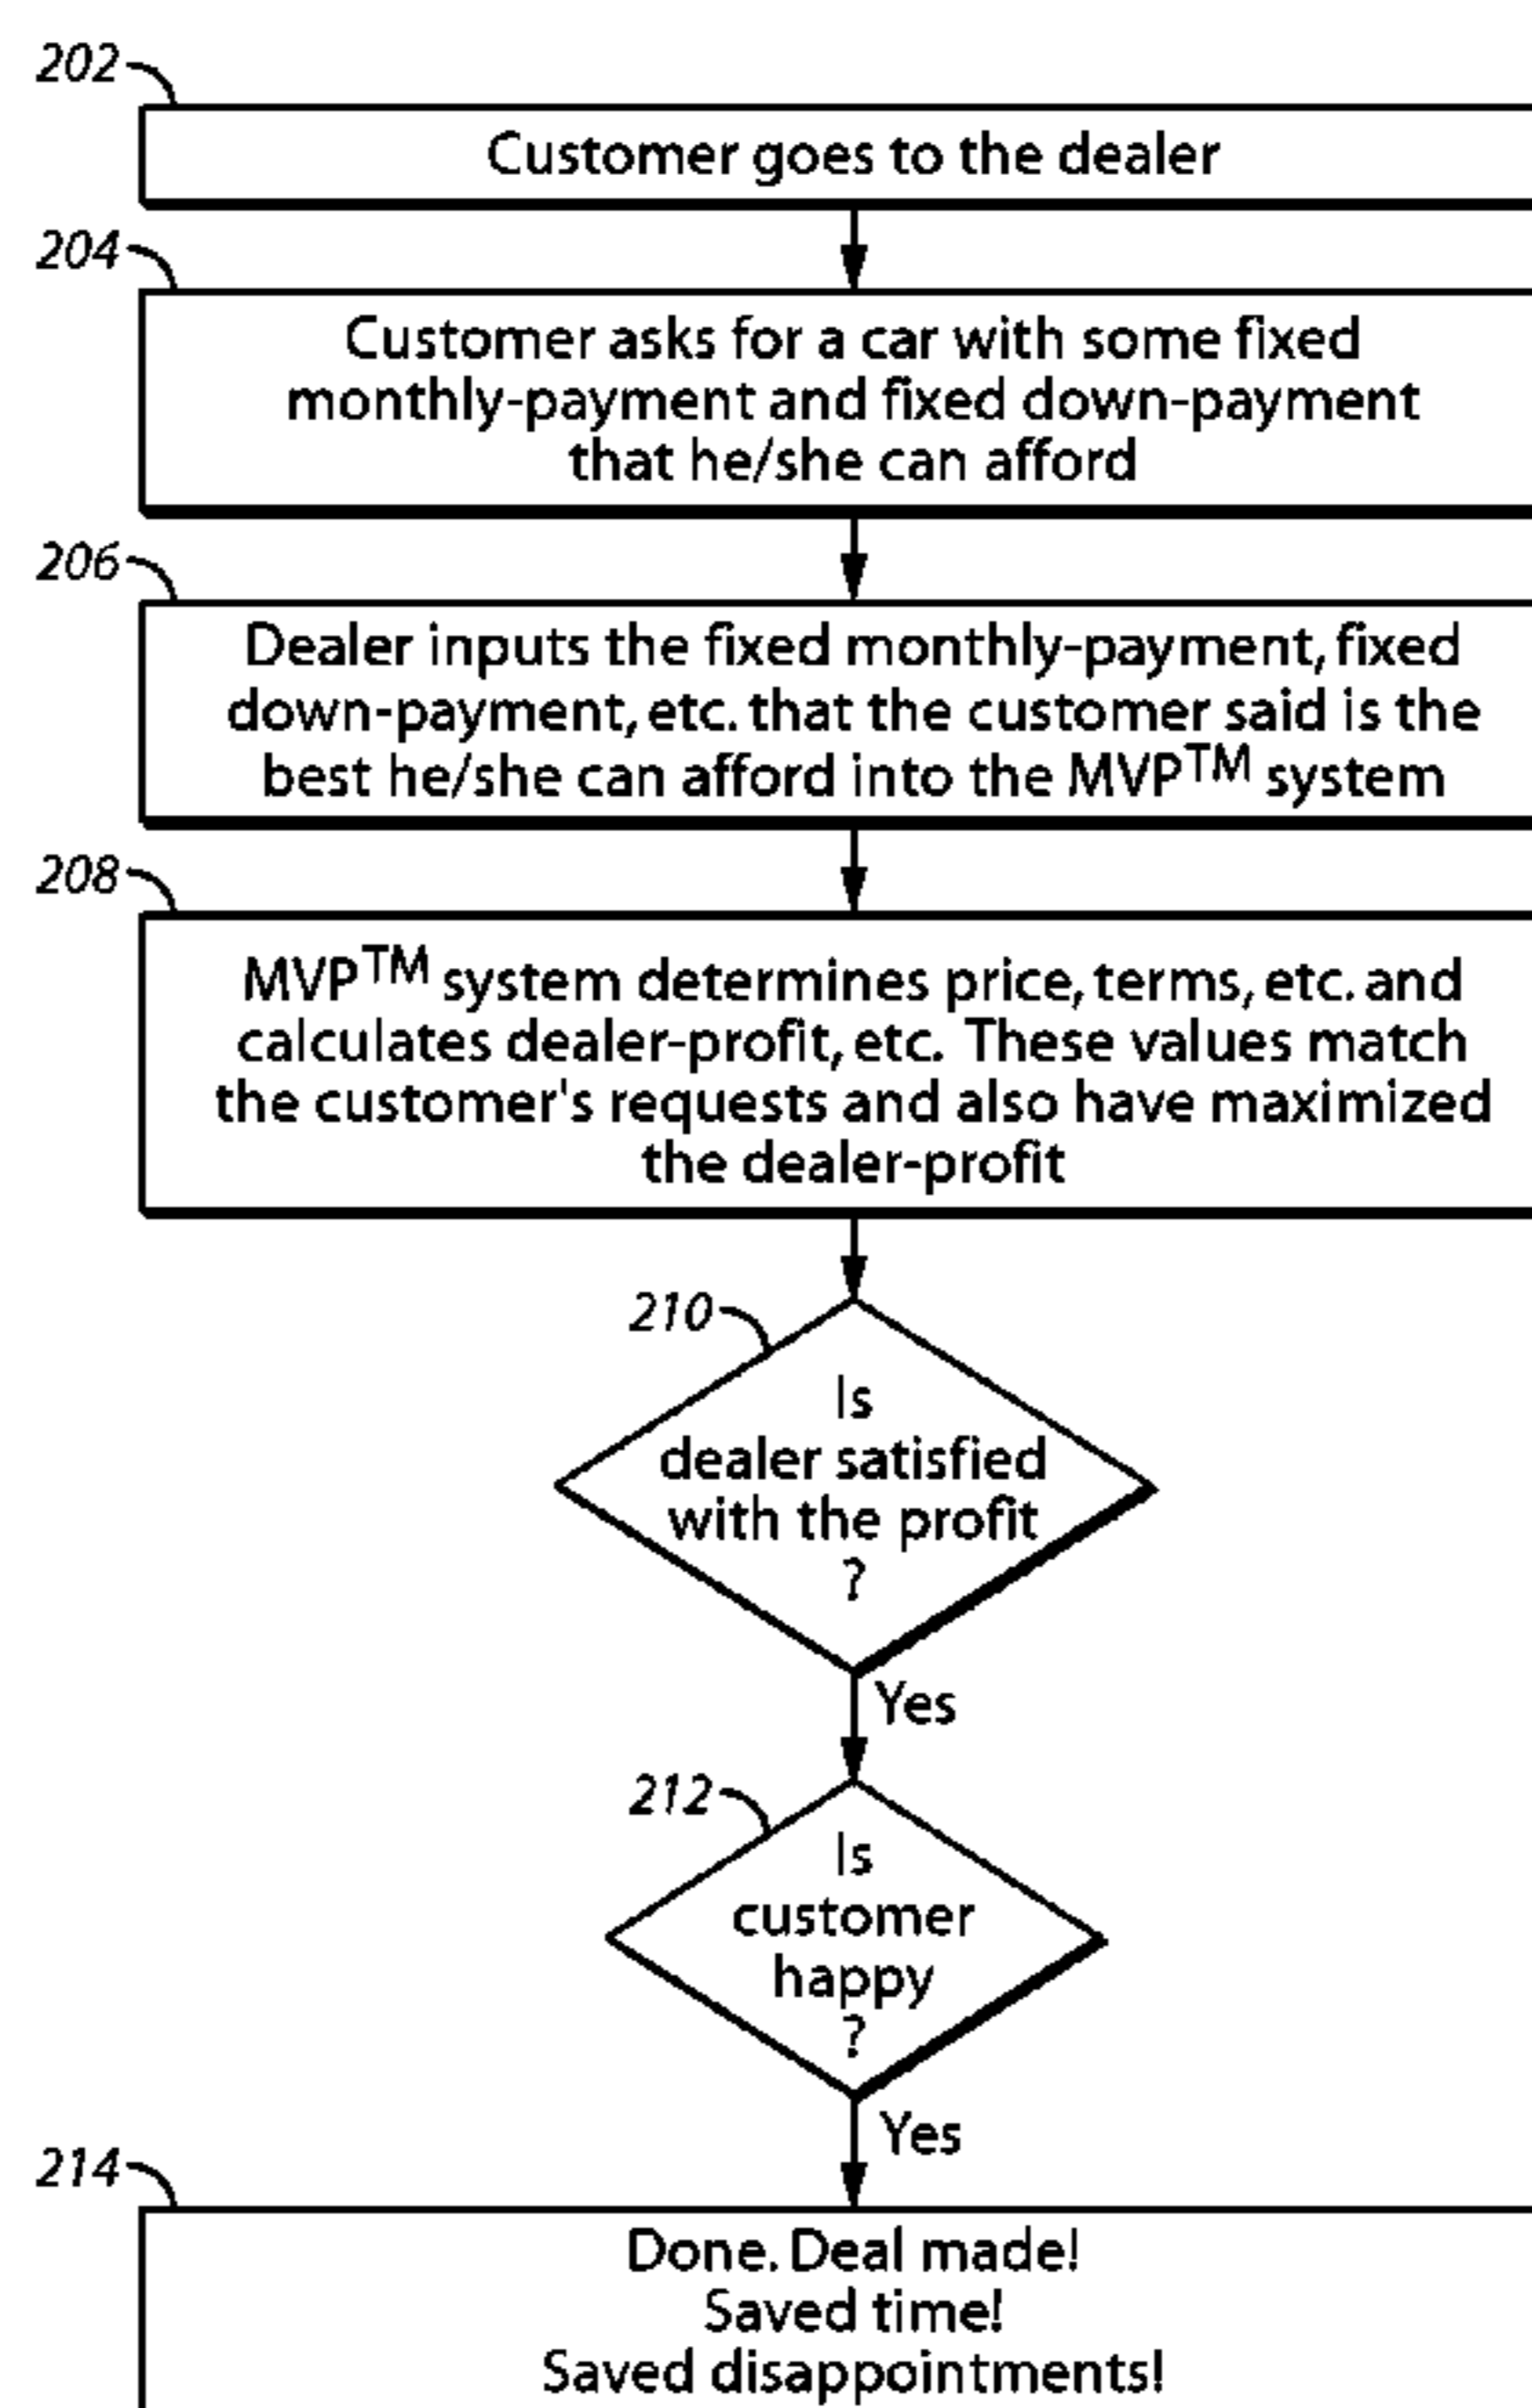 202
Customer goes to the dealer
204
Customer asks for a car with some fixed
monthly-payment and fixed down-payment
that he/she can afford
206
Dealer inputs the fixed monthly-payment, fixed
down-payment, etc. that the customer said is the
best he/she can afford into the MVP™ system
208
MVP™ system determines price, terms, etc. and
calculates dealer-profit, etc. These values match
the customer's requests and also have maximized
the dealer-profit
210
Is
dealer satisfied
with the profit
?
Yes
212
Is
customer
happy
?
Yes
214
Done. Deal made!
Saved time!
Saved disappointments!